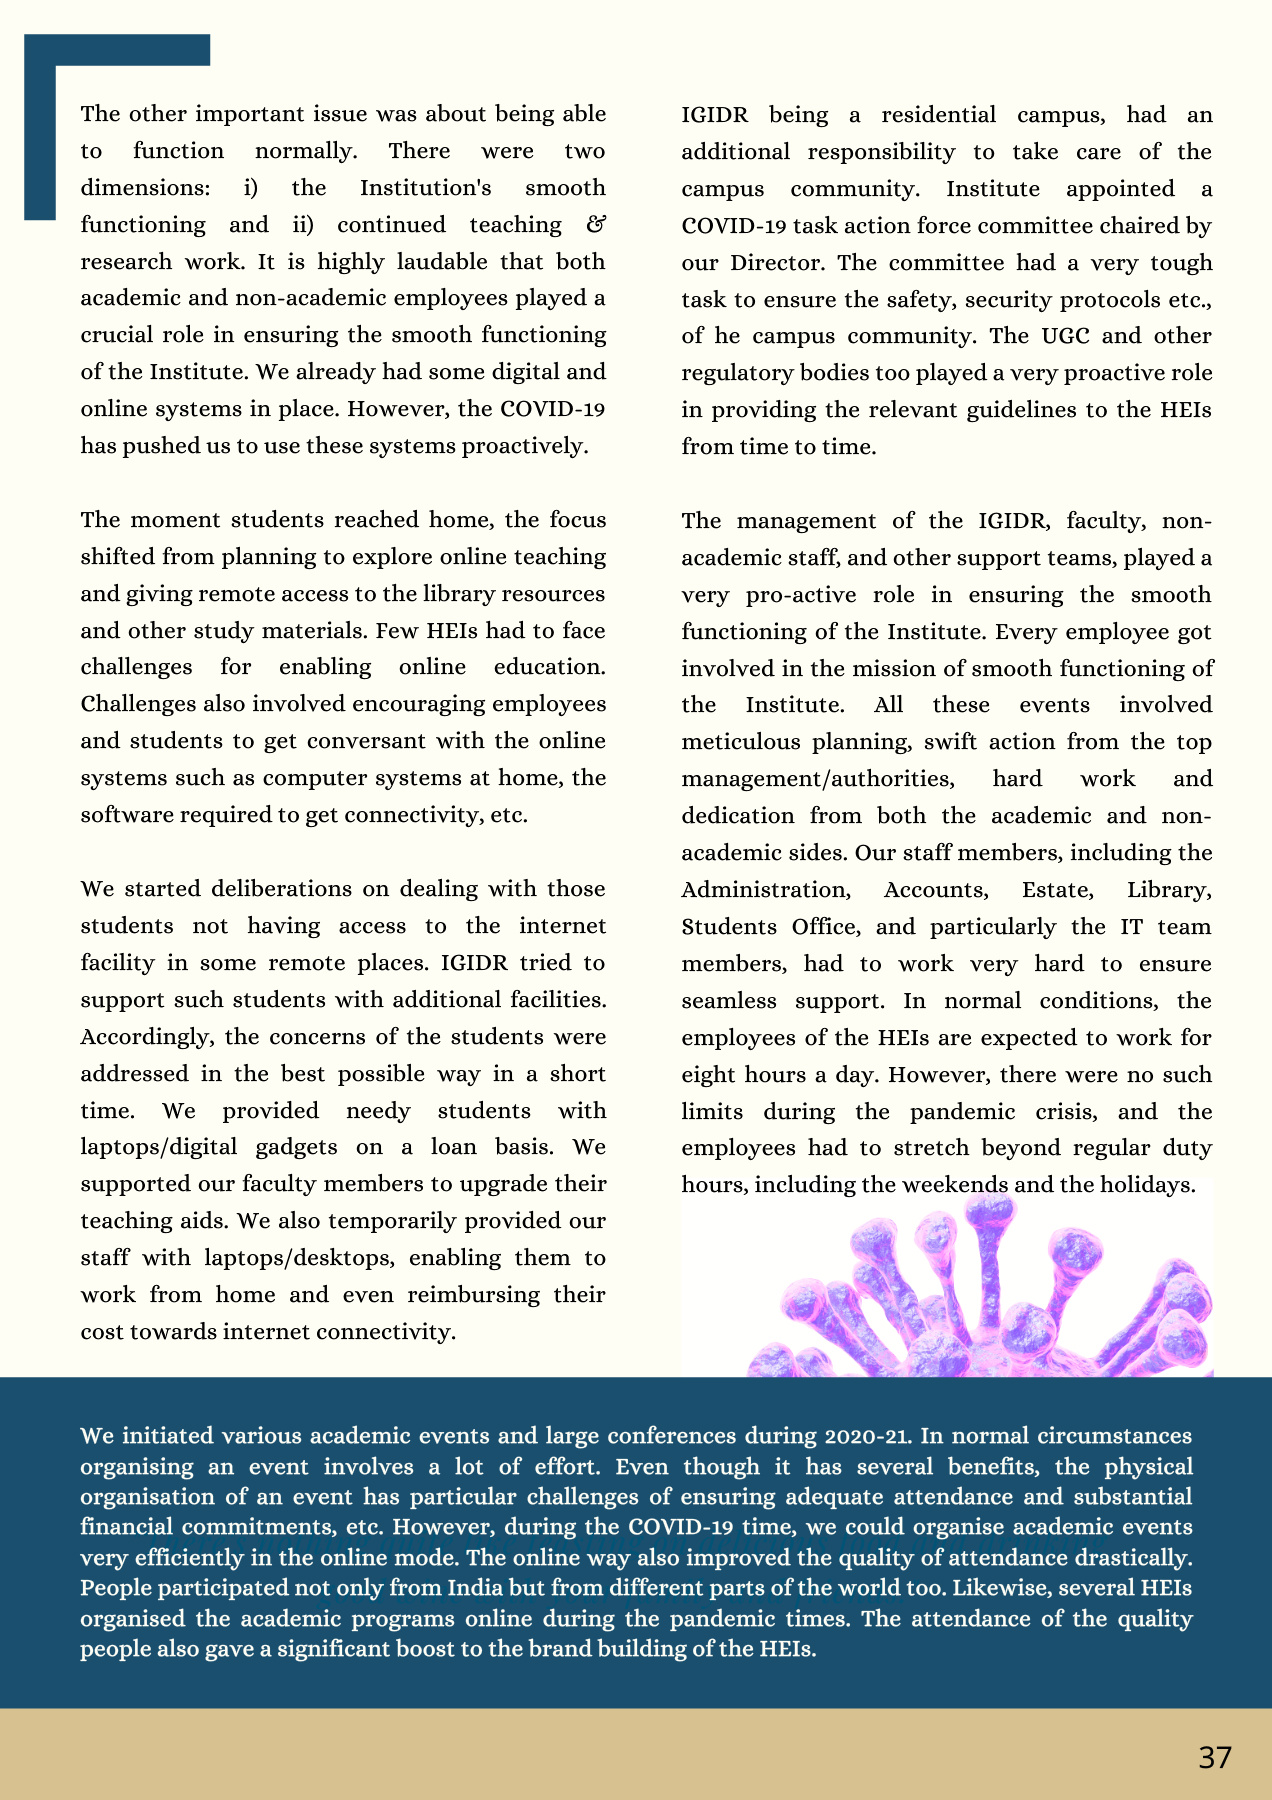 The other important issue was about being able
to function normally. There were two
dimensions: i) the Institution's smooth
functioning and ii) continued teaching &
research work. It is highly laudable that both
academic and non-academic employees played a
crucial role in ensuring the smooth functioning
of the Institute. We already had some digital and
online systems in place. However, the COVID-19
has pushed us to use these systems proactively.
The moment students reached home, the focus
shifted from planning to explore online teaching
and giving remote access to the library resources
and other study materials. Few HEIs had to face
challenges for enabling online education.
Challenges also involved encouraging employees
and students to get conversant with the online
systems such as computer systems at home, the
software required to get connectivity, etc.
We started deliberations on dealing with those
students not having access to the internet
facility in some remote places. IGIDR tried to
support such students with additional facilities.
Accordingly, the concerns of the students were
addressed in the best possible way in a short
time. We provided needy students with
laptops/digital gadgets on a loan basis. We
supported our faculty members to upgrade their
teaching aids. We also temporarily provided our
staff with laptops/desktops, enabling them to
work from home and even reimbursing their
cost towards internet connectivity.
IGIDR being a residential campus, had an
additional responsibility to take care of the
campus community. Institute appointed a
COVID-19 task action force committee chaired by
our Director. The committee had a very tough
task to ensure the safety, security protocols etc.,
of he campus community. The UGC and other
regulatory bodies too played a very proactive role
in providing the relevant guidelines to the HEIs
from time to time.
The management of the IGIDR, faculty, non-
academic staff, and other support teams, played a
very pro-active role in ensuring the smooth
functioning of the Institute. Every employee got
involved in the mission of smooth functioning of
the Institute. All these events involved
meticulous planning, swift action from the top
management/authorities, hard work and
dedication from both the academic and non-
academic sides. Our staff members, including the
Administration, Accounts, Estate, Library,
Students Office, and particularly the IT team
members, had to work very hard to ensure
seamless support. In normal conditions, the
employees of the HEIs are expected to work for
eight hours a day. However, there were no such
limits during the pandemic crisis, and the
employees had to stretch beyond regular duty
hours, including the weekends and the holidays.
We initiated various academic events and large conferences during 2020-21. In normal circumstances
organising an event involves a lot of effort. Even though it has several benefits, the physical
organisation of an event has particular challenges of ensuring adequate attendance and substantial
financial commitments, etc. However, during the COVID-19 time, we could organise academic events
very efficiently in the online mode. The online way also improved the quality of attendance drastically.
People participated not only from India but from different parts of the world too. Likewise, several HEIs
organised the academic programs online during the pandemic times. The attendance of the quality
people also gave a significant boost to the brand building of the HEIs.
37